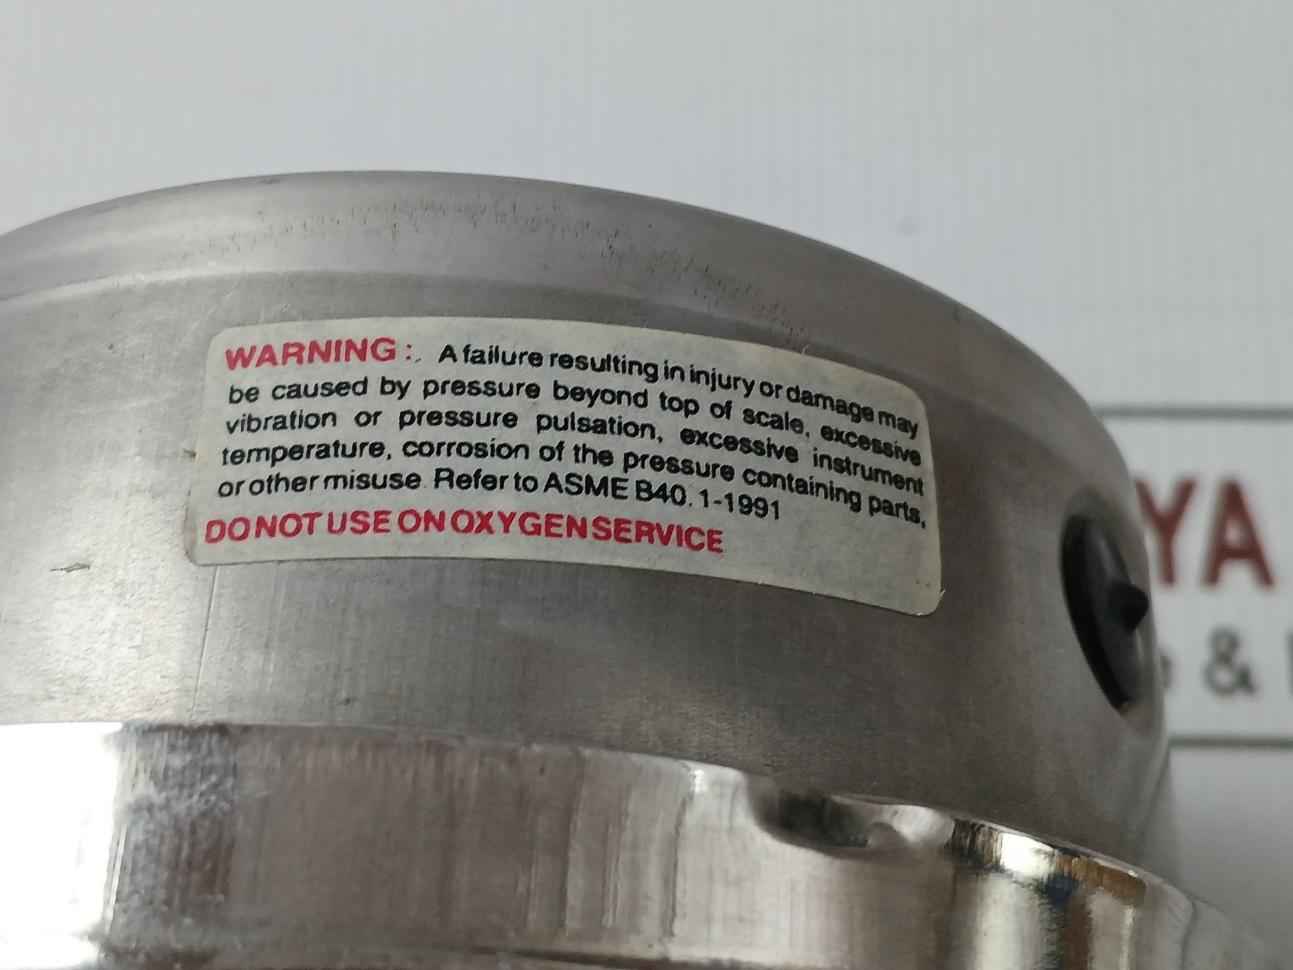 WARNING: A failure resulting in injury or damage may
be caused by pressure beyond top of scale, excessive
vibration or pressure pulsation, excessive instrument
temperature, corrosion of the pressure containing parts,
or other misuse. Refer to ASME B40.1-1991
DO NOT USE ON OXYGEN SERVICE
YA
&